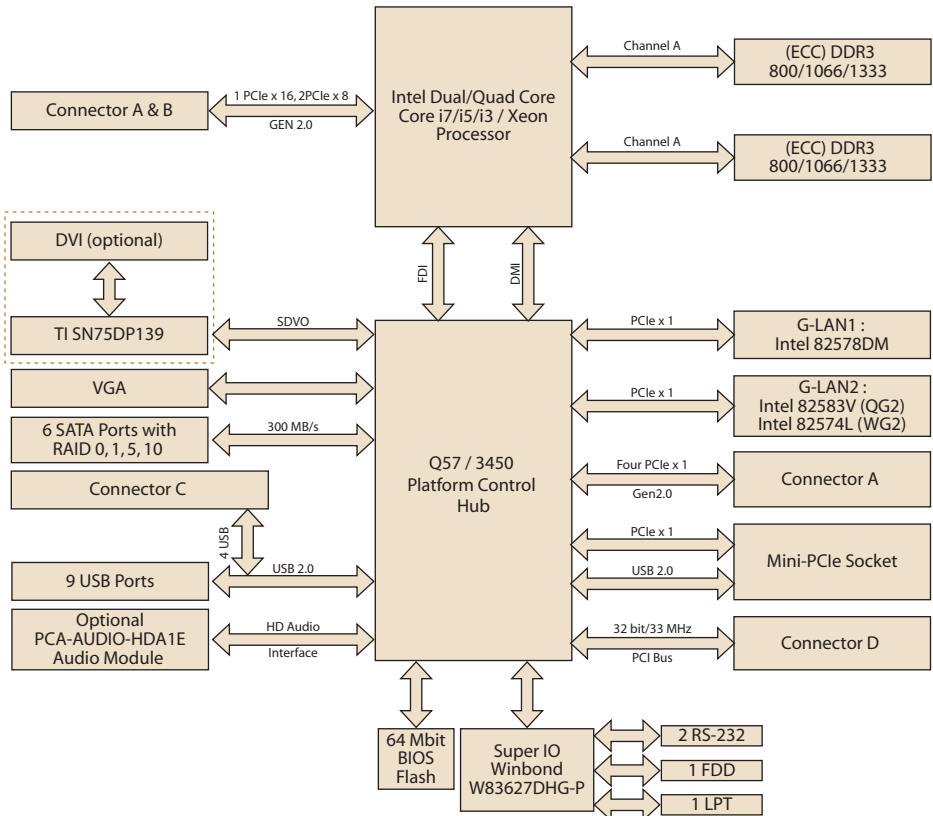 Intel Dual/Quad Core
Core i7/i5/i3 / Xeon
Processor
Channel A
(ECC) DDR3
800/1066/1333
Channel A
(ECC) DDR3
800/1066/1333
Connector A & B
1 PCIe x 16, 2PCIe x 8
GEN 2.0
FDI
DMI
DVI (optional)
TI SN75DP139
SDVO
VGA
6 SATA Ports with
RAID 0, 1, 5, 10
300 MB/s
Connector C
4 USB
9 USB Ports
USB 2.0
Optional
PCA-AUDIO-HDA1E
Audio Module
HD Audio
Interface
Q57 / 3450
Platform Control
Hub
PCIe x 1
G-LAN1 :
Intel 82578DM
PCIe x 1
G-LAN2 :
Intel 82583V (QG2)
Intel 82574L (WG2)
Four PCIe x 1
Gen2.0
Connector A
PCIe x 1
USB 2.0
Mini-PCIe Socket
32 bit/33 MHz
PCI Bus
Connector D
64 Mbit
BIOS
Flash
Super IO
Winbond
W83627DHG-P
2 RS-232
1 FDD
1 LPT